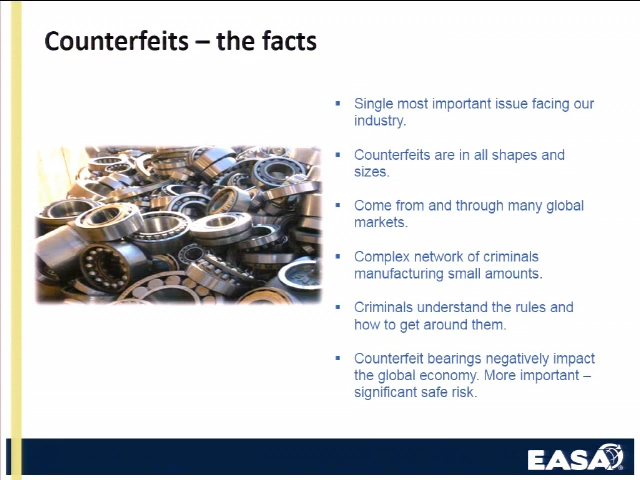 Counterfeits – the facts
▪ Single most important issue facing our
industry.
▪ Counterfeits are in all shapes and
sizes.
▪ Come from and through many global
markets.
▪ Complex network of criminals
manufacturing small amounts.
▪ Criminals understand the rules and
how to get around them.
▪ Counterfeit bearings negatively impact
the global economy. More important –
significant safe risk.
EASA